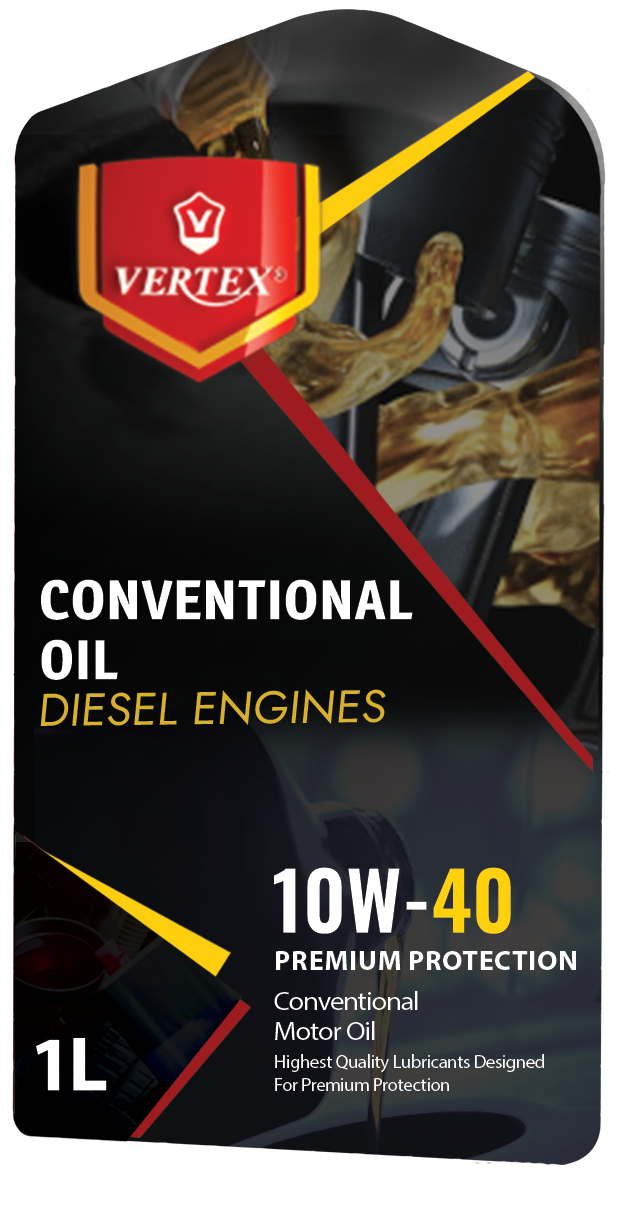 V
VERTEX®
CONVENTIONAL
OIL
DIESEL ENGINES
10W-40
PREMIUM PROTECTION
Conventional
Motor Oil
Highest Quality Lubricants Designed
For Premium Protection
1L